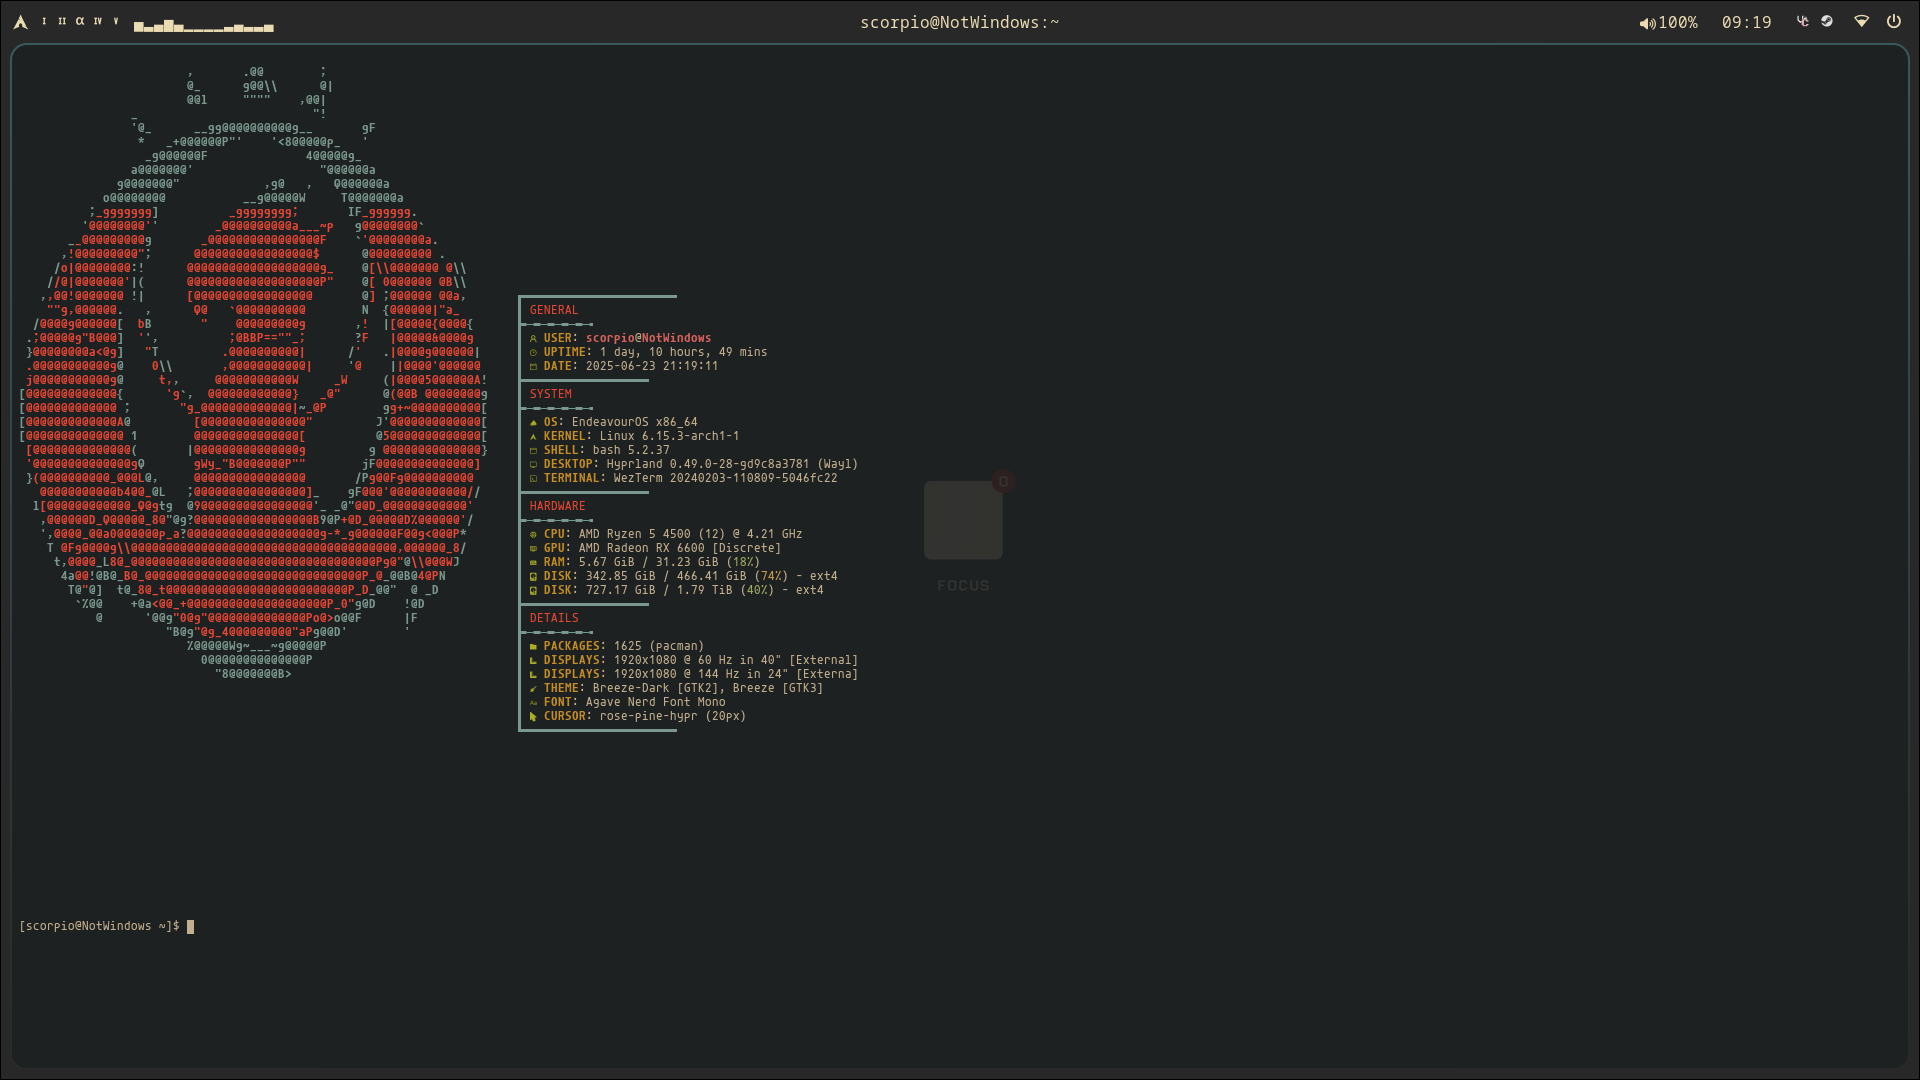 I II α IV V
scorpio@NotWindows:~
100% 09:19
GENERAL
USER: scorpio@NotWindows
UPTIME: 1 day, 10 hours, 49 mins
DATE: 2025-06-23 21:19:11
SYSTEM
OS: EndeavourOS x86_64
KERNEL: Linux 6.15.3-arch1-1
SHELL: bash 5.2.37
DESKTOP: Hyprland 0.49.0-28-gd9c8a3781 (Wayl)
TERMINAL: WezTerm 20240203-110809-5046fc22
HARDWARE
CPU: AMD Ryzen 5 4500 (12) @ 4.21 GHz
GPU: AMD Radeon RX 6600 [Discrete]
RAM: 5.67 GiB / 31.23 GiB (18%)
DISK: 342.85 GiB / 466.41 GiB (74%) - ext4
DISK: 727.17 GiB / 1.79 TiB (40%) - ext4
DETAILS
PACKAGES: 1625 (pacman)
DISPLAYS: 1920x1080 @ 60 Hz in 40" [External]
DISPLAYS: 1920x1080 @ 144 Hz in 24" [Externa]
THEME: Breeze-Dark [GTK2], Breeze [GTK3]
FONT: Agave Nerd Font Mono
CURSOR: rose-pine-hypr (20px)
0
FOCUS
[scorpio@NotWindows ~]$